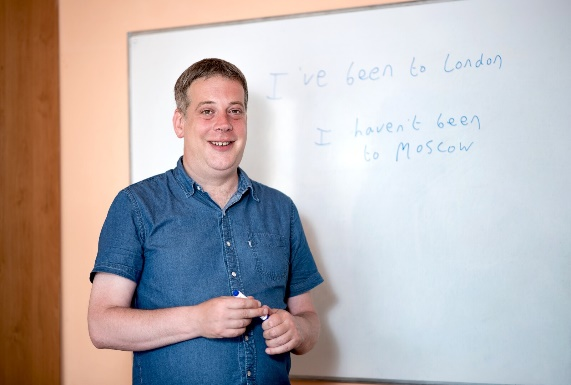 I've been to London
I haven't been
to Moscow